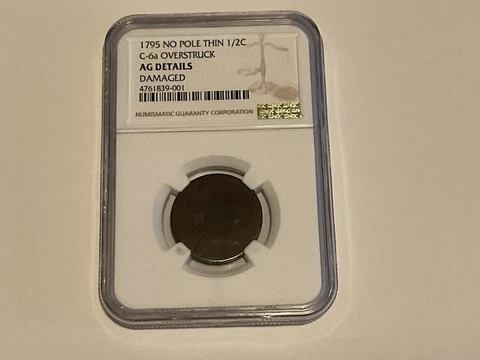 1795 NO POLE THIN 1/2C
C-6a OVERSTRUCK
AG DETAILS
DAMAGED
4761839-001
NUMISMATIC GUARANTY CORPORATION